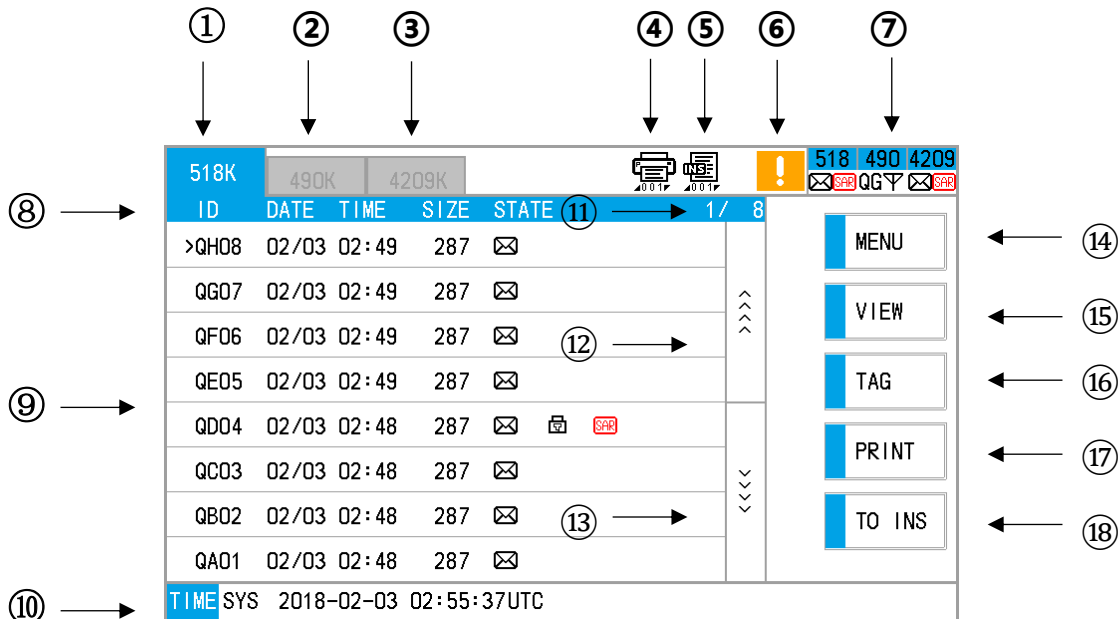 ① ② ③ ④ ⑤ ⑥ ⑦
518K 490K 4209K 001 INS 001 ! 518 490 4209
SAR QG SAR
⑧ ID DATE TIME SIZE STATE ⑪ 1/ 8
>QH08 02/03 02:49 287 MENU ⑭
QG07 02/03 02:49 287
VIEW ⑮
QF06 02/03 02:49 287 ⑫
QE05 02/03 02:49 287 TAG ⑯
⑨
QD04 02/03 02:48 287 SAR
QC03 02/03 02:48 287 PRINT ⑰
QB02 02/03 02:48 287 ⑬ TO INS ⑱
QA01 02/03 02:48 287
⑩ TIME SYS 2018-02-03 02:55:37UTC